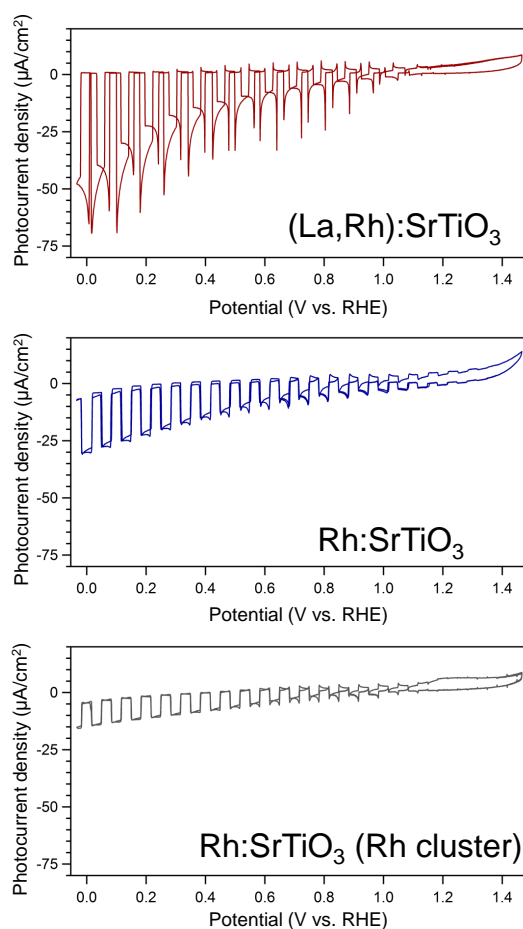 Photocurrent density (µA/cm²)
0
-25
-50
-75
(La,Rh):SrTiO₃
0.0 0.2 0.4 0.6 0.8 1.0 1.2 1.4
Potential (V vs. RHE)
Photocurrent density (µA/cm²)
0
-25
-50
-75
Rh:SrTiO₃
0.0 0.2 0.4 0.6 0.8 1.0 1.2 1.4
Potential (V vs. RHE)
Photocurrent density (µA/cm²)
0
-25
-50
-75
Rh:SrTiO₃ (Rh cluster)
0.0 0.2 0.4 0.6 0.8 1.0 1.2 1.4
Potential (V vs. RHE)